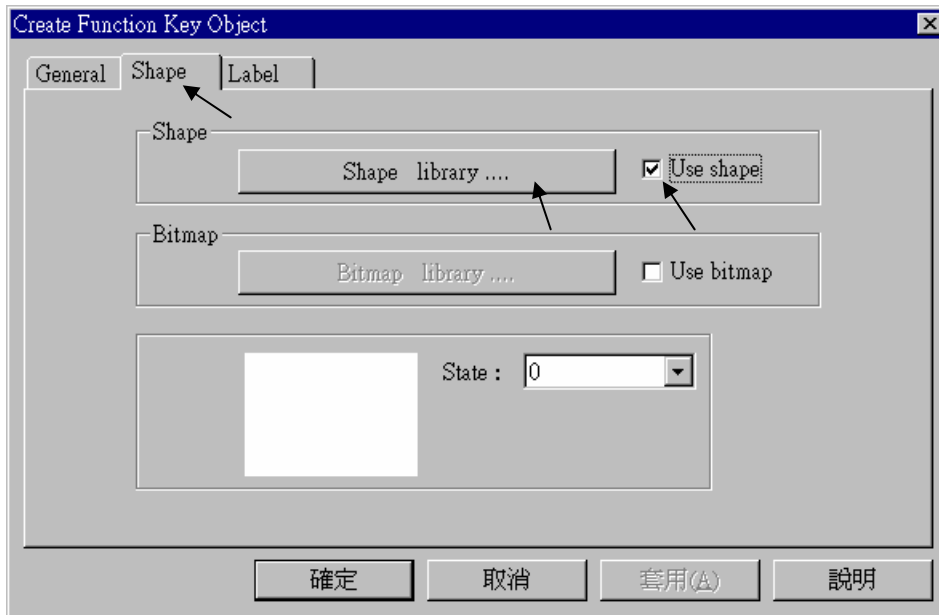 Create Function Key Object
General Shape Label
Shape
Shape library .... Use shape
Bitmap
Bitmap library .... Use bitmap
State : 0
確定 取消 套用(A) 說明